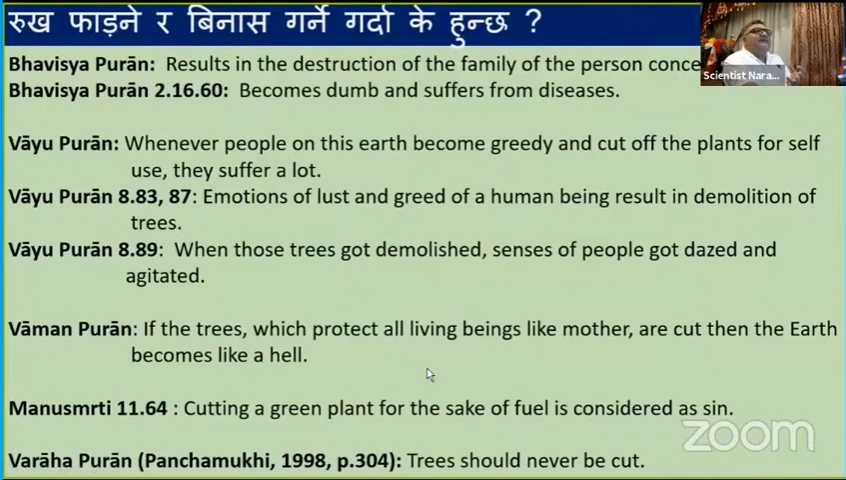 रुख फाड़ने र बिनास गर्ने गर्दा के हुन्छ ?
Bhavisya Purān: Results in the destruction of the family of the person conce
Bhavisya Purān 2.16.60: Becomes dumb and suffers from diseases.
Scientist Nara...
Vāyu Purān: Whenever people on this earth become greedy and cut off the plants for self
use, they suffer a lot.
Vāyu Purān 8.83, 87: Emotions of lust and greed of a human being result in demolition of
trees.
Vāyu Purān 8.89: When those trees got demolished, senses of people got dazed and
agitated.
Vāman Purān: If the trees, which protect all living beings like mother, are cut then the Earth
becomes like a hell.
Manusmrti 11.64 : Cutting a green plant for the sake of fuel is considered as sin.
zoom
Varāha Purān (Panchamukhi, 1998, p.304): Trees should never be cut.